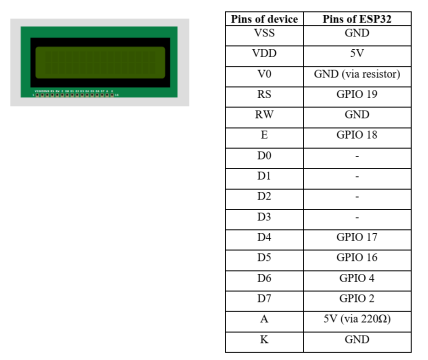 Pins of device Pins of ESP32
VSS GND
VDD 5V
V0 GND (via resistor)
RS GPIO 19
RW GND
E GPIO 18
D0 -
D1 -
D2 -
D3 -
D4 GPIO 17
D5 GPIO 16
D6 GPIO 4
D7 GPIO 2
A 5V (via 220Ω)
K GND